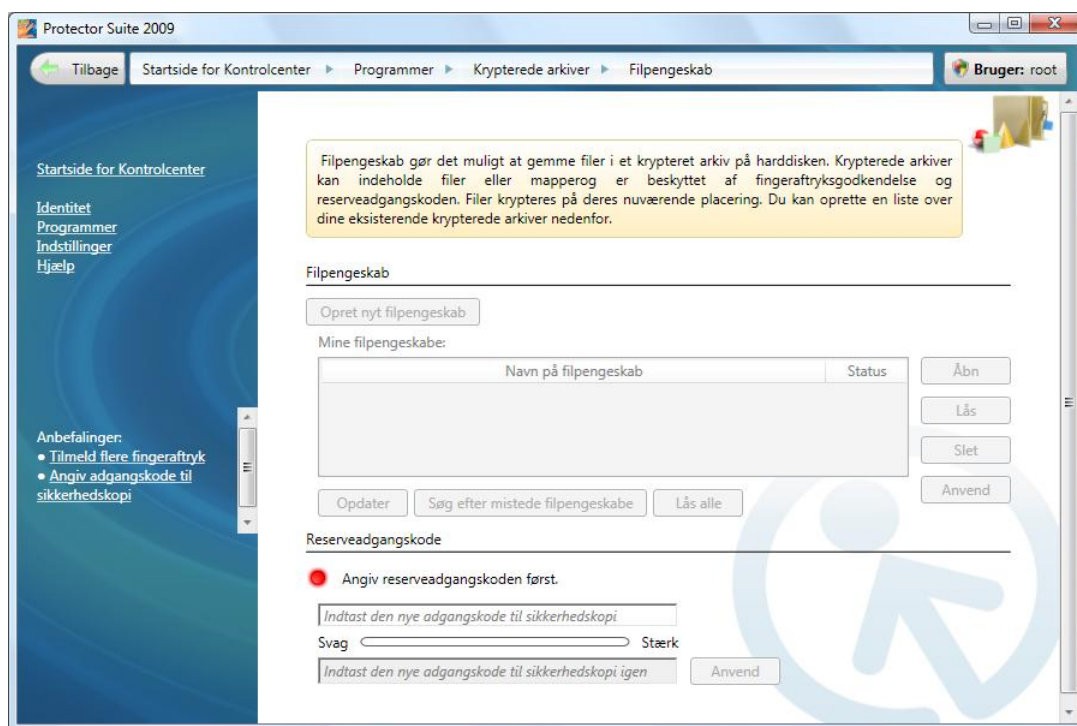 Protector Suite 2009
Tilbage
Startside for Kontrolcenter
Programmer
Krypterede arkiver
Filpengeskab
Bruger: root
Startside for Kontrolcenter
Identitet
Programmer
Indstillinger
Hjælp
Anbefalinger:
• Tilmeld flere fingeraftryk
• Angiv adgangskode til
sikkerhedskopi
Filpengeskab gør det muligt at gemme filer i et krypteret arkiv på harddisken. Krypterede arkiver
kan indeholde filer eller mapperog er beskyttet af fingeraftryksgodkendelse og
reserveadgangskoden. Filer krypteres på deres nuværende placering. Du kan oprette en liste over
dine eksisterende krypterede arkiver nedenfor.
Filpengeskab
Opret nyt filpengeskab
Mine filpengeskabe:
Navn på filpengeskab
Status
Åbn
Lås
Slet
Anvend
Opdater
Søg efter mistede filpengeskabe
Lås alle
Reserveadgangskode
Angiv reserveadgangskoden først.
Indtast den nye adgangskode til sikkerhedskopi
Svag
Stærk
Indtast den nye adgangskode til sikkerhedskopi igen
Anvend